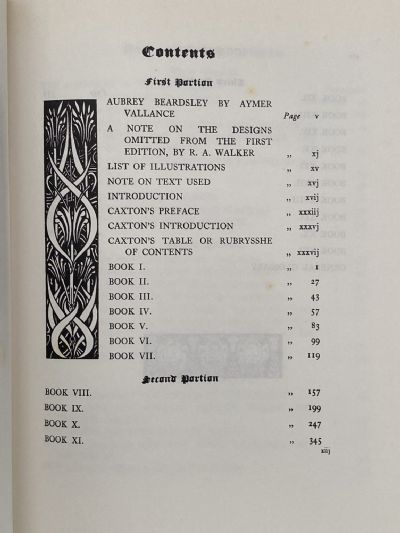 Contents
First Portion
AUBREY BEARDSLEY BY AYMER
VALLANCE Page v
A NOTE ON THE DESIGNS
OMITTED FROM THE FIRST
EDITION, BY R. A. WALKER „ xj
LIST OF ILLUSTRATIONS „ xv
NOTE ON TEXT USED „ xvj
INTRODUCTION „ xvij
CAXTON'S PREFACE „ xxxiij
CAXTON'S INTRODUCTION „ xxxvj
CAXTON'S TABLE OR RUBRYSSHE
OF CONTENTS „ xxxvij
BOOK I. „ 1
BOOK II. „ 27
BOOK III. „ 43
BOOK IV. „ 57
BOOK V. „ 83
BOOK VI. „ 99
BOOK VII. „ 119
Second Portion
BOOK VIII. „ 157
BOOK IX. „ 199
BOOK X. „ 247
BOOK XI. „ 345
xiij